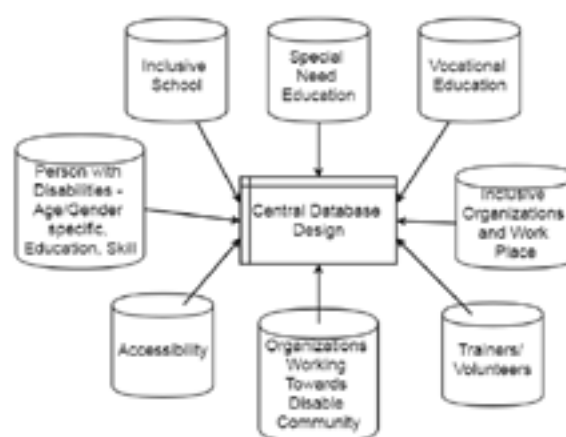 Inclusive
School
Special
Need
Education
Vocational
Education
Person with
Disabilities -
Age/Gender
specific,
Education, Skill
Central Database
Design
Inclusive
Organizations
and Work
Place
Accessibility
Organizations
Working
Towards
Disable
Community
Trainers/
Volunteers